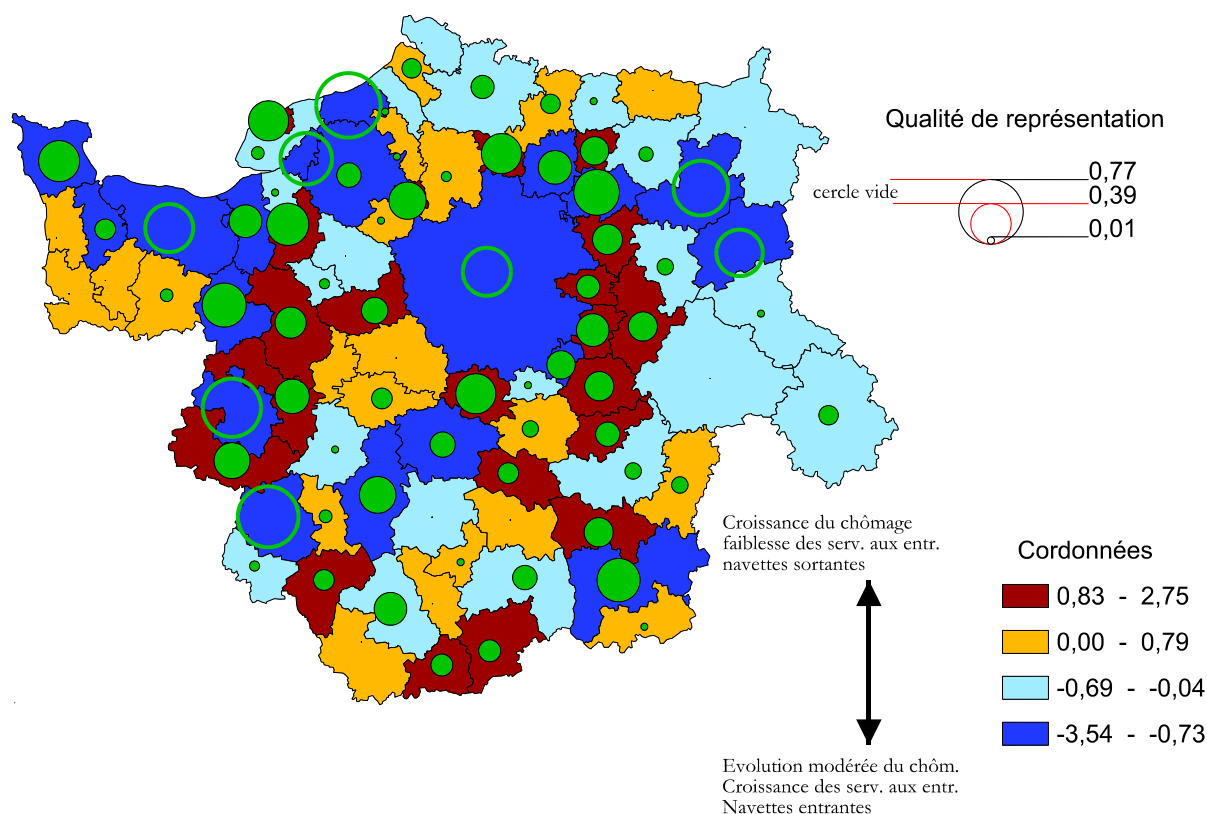 Qualité de représentation
0,77
cercle vide
0,39
0,01
Croissance du chômage
faiblesse des serv. aux entr.
navettes sortantes
Cordonnées
0,83 - 2,75
0,00 - 0,79
-0,69 - -0,04
-3,54 - -0,73
Evolution modérée du chôm.
Croissance des serv. aux entr.
Navettes entrantes